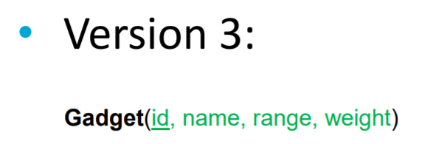 • Version 3:
Gadget(id, name, range, weight)